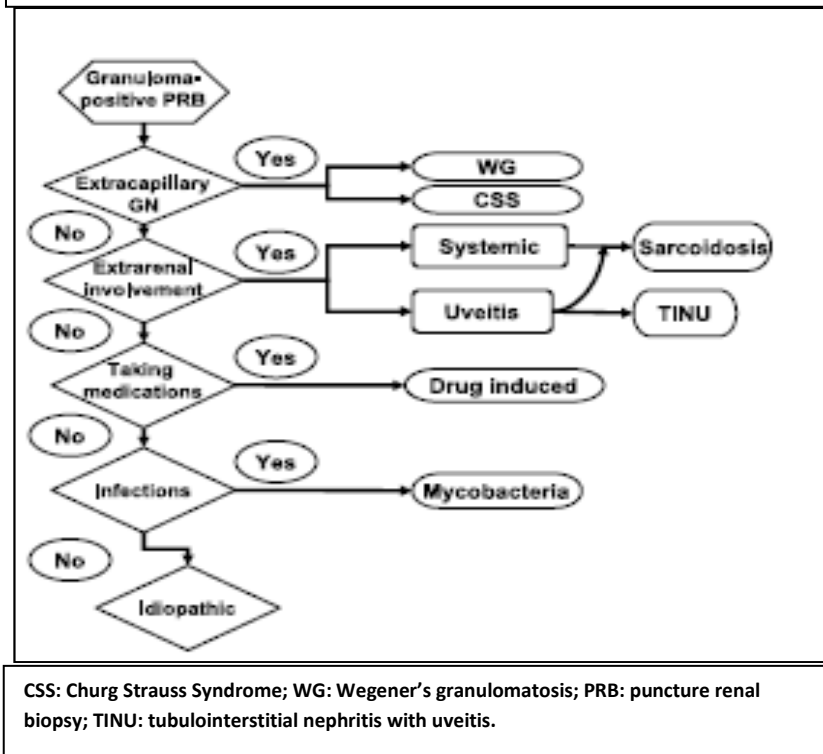 Granuloma-
positive PRB
Yes
WG
Extracapillary
GN
CSS
No
Yes
Systemic
Sarcoidosis
Extrarenal
involvement
Uveitis
TINU
No
Yes
Taking
medications
Drug induced
No
Yes
Infections
Mycobacteria
No
Idiopathic
CSS: Churg Strauss Syndrome; WG: Wegener’s granulomatosis; PRB: puncture renal
biopsy; TINU: tubulointerstitial nephritis with uveitis.